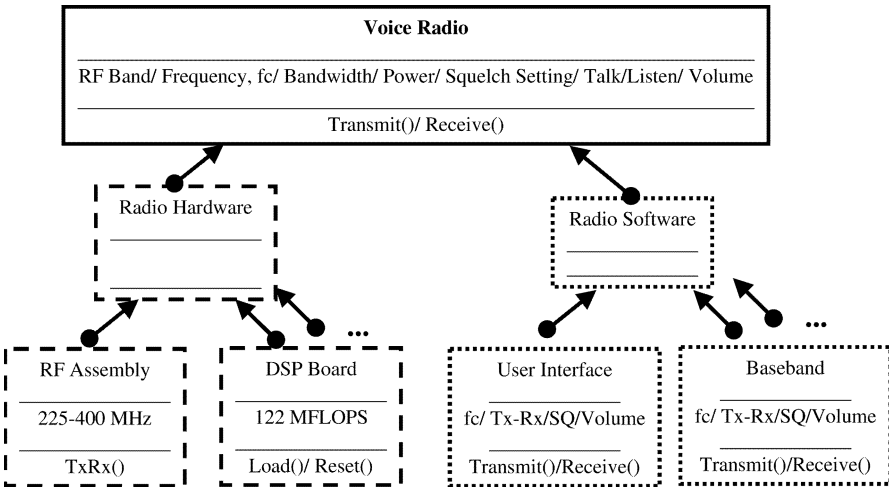 Voice Radio
RF Band/ Frequency, fc/ Bandwidth/ Power/ Squelch Setting/ Talk/Listen/ Volume
Transmit()/ Receive()
Radio Hardware
Radio Software
...
...
RF Assembly
225-400 MHz
TxRx()
DSP Board
122 MFLOPS
Load()/ Reset()
User Interface
fc/ Tx-Rx/SQ/Volume
Transmit()/Receive()
Baseband
fc/ Tx-Rx/SQ/Volume
Transmit()/Receive()